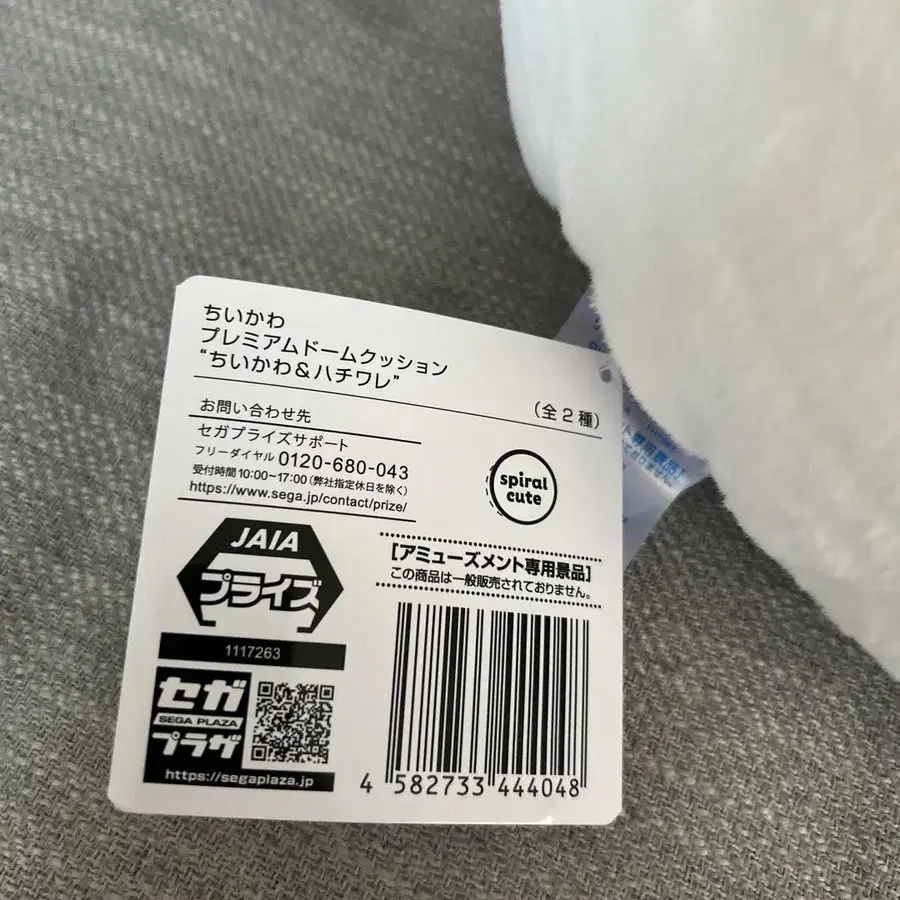 ちいかわ
プレミアムドームクッション
“ちいかわ＆ハチワレ”
（全２種）
お問い合わせ先
セガプライズサポート
フリーダイヤル 0120-680-043
受付時間10:00~17:00（弊社指定休日を除く）
https://www.sega.jp/contact/prize/
spiral
cute
JAIA
プライズ
［アミューズメント専用景品］
この商品は一般販売されておりません。
1117263
セガ
SEGA PLAZA
プラザ
https://segaplaza.jp
4 582733 444048